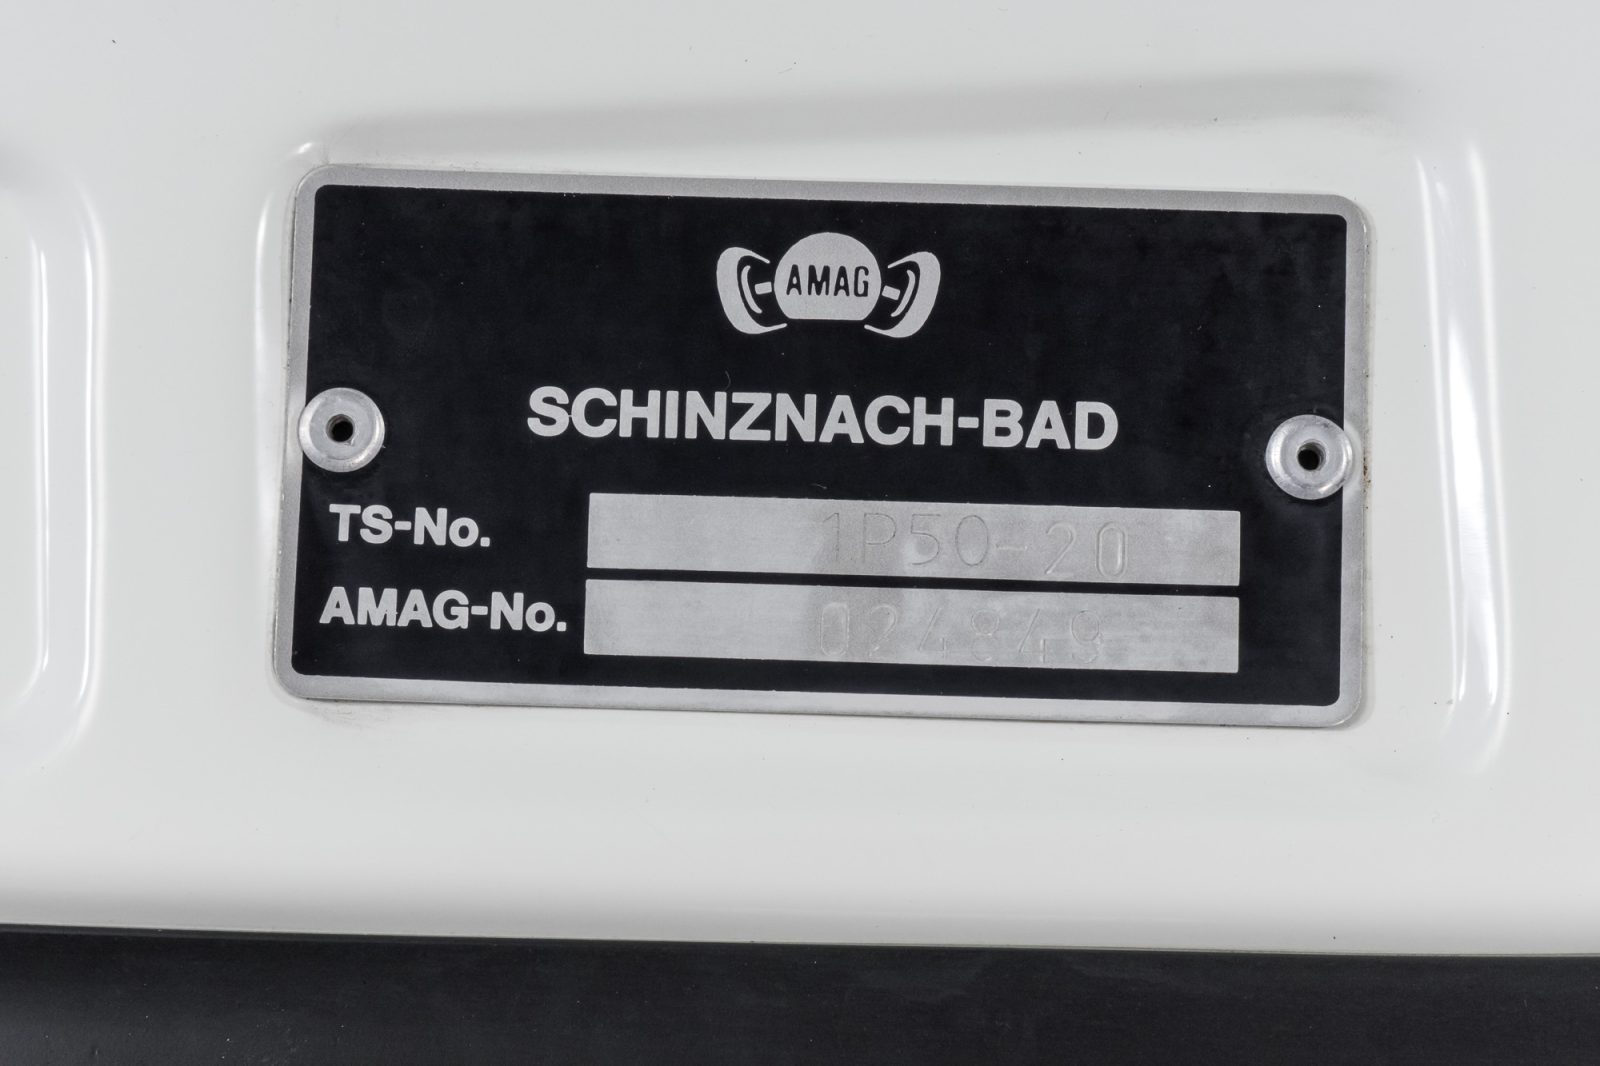 AMAG
SCHINZNACH-BAD
TS-No. 1P50-20
AMAG-No. 024849